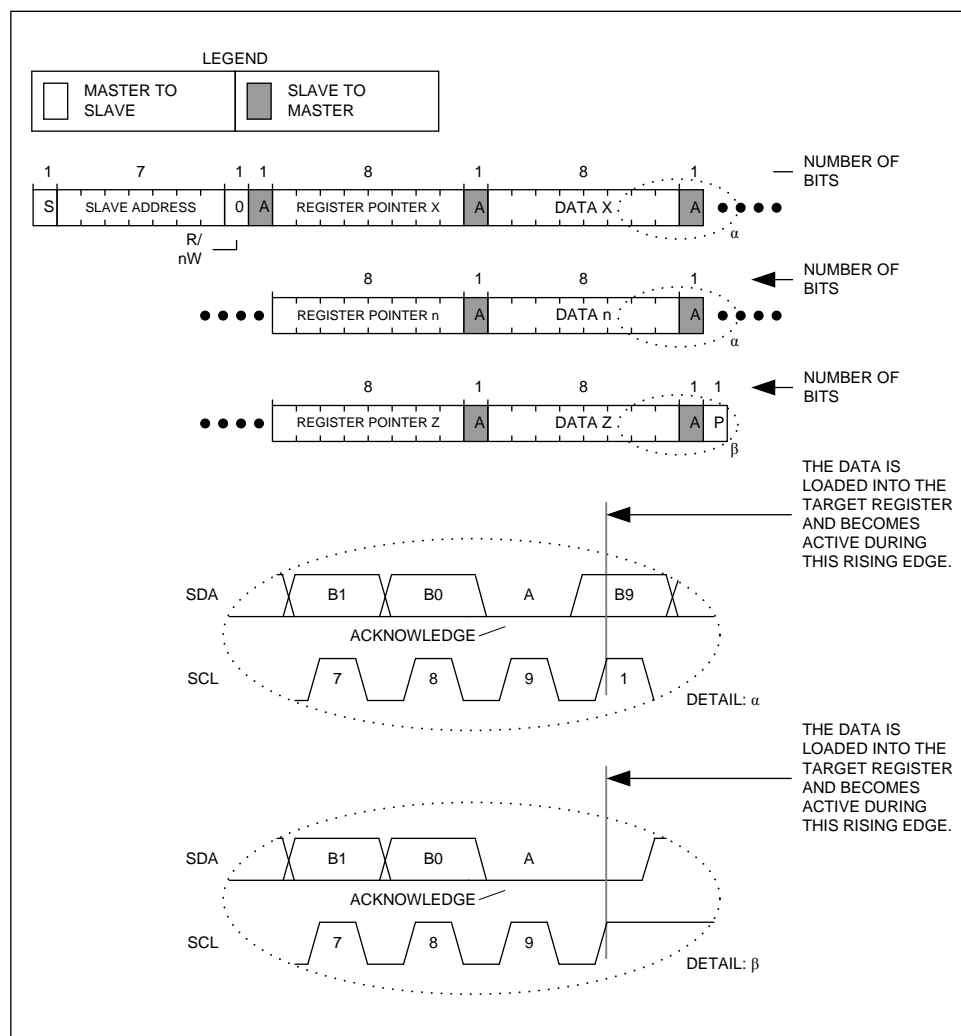 LEGEND
MASTER TO
SLAVE
SLAVE TO
MASTER
1 7 1 1 8 1 8 1
NUMBER OF
BITS
S SLAVE ADDRESS 0 A REGISTER POINTER X A DATA X A
α
R/
nW
8 1 8 1
NUMBER OF
BITS
REGISTER POINTER n A DATA n A
α
8 1 8 1 1
NUMBER OF
BITS
REGISTER POINTER Z A DATA Z A P
β
THE DATA IS
LOADED INTO THE
TARGET REGISTER
AND BECOMES
ACTIVE DURING
THIS RISING EDGE.
SDA B1 B0 A B9
ACKNOWLEDGE
SCL 7 8 9 1
DETAIL: α
THE DATA IS
LOADED INTO THE
TARGET REGISTER
AND BECOMES
ACTIVE DURING
THIS RISING EDGE.
SDA B1 B0 A
ACKNOWLEDGE
SCL 7 8 9
DETAIL: β